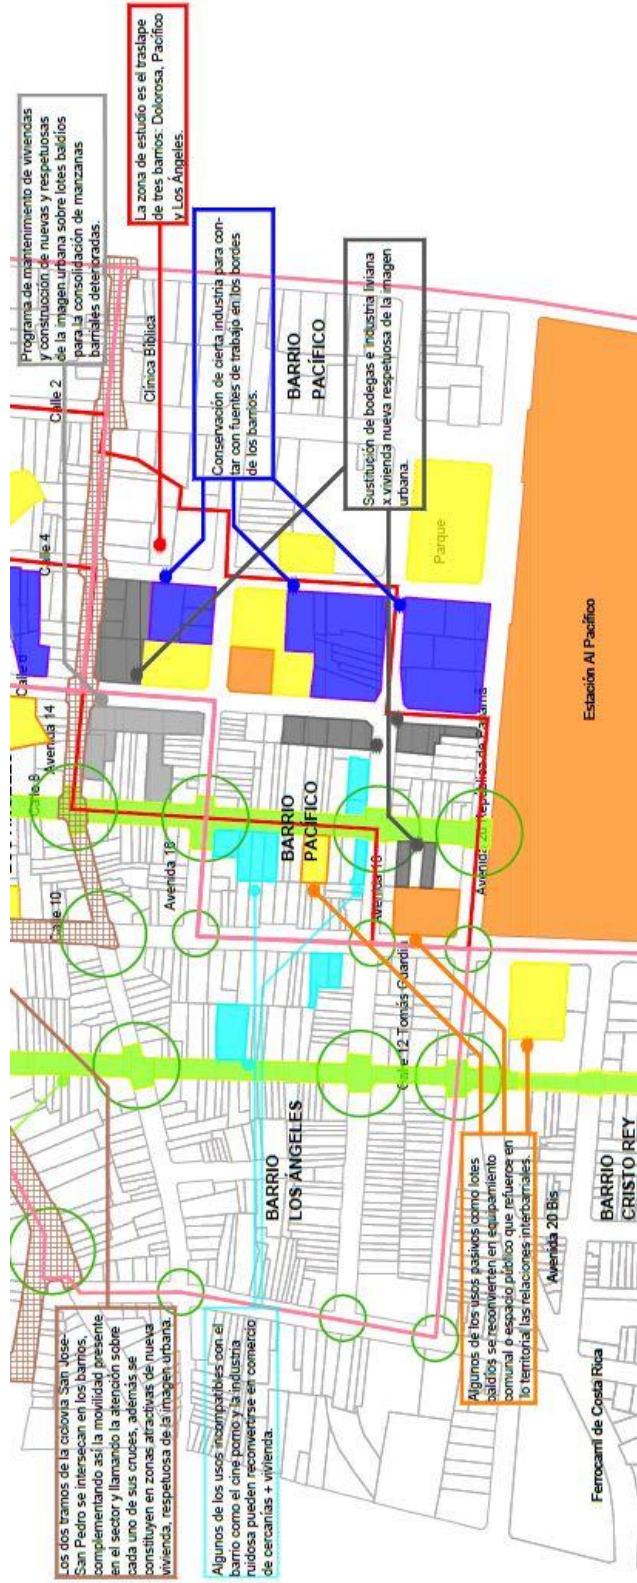 Los dos tramos de la ciclovía San José-
San Pedro se intersecan en los barrios,
complementando así la movilidad presente
en el sector y llamando la atención sobre
cada uno de sus cruces, además se
constituyen en zonas atractivas de nueva
vivienda, respetuosa de la imagen urbana.
Algunos de los usos incompatibles con el
barrio como el cine porno y la industria
ruidosa pueden reconvertirse en comercio
de cercanías + vivienda.
Algunos de los usos pasivos como lotes
baldíos se reconvierten en equipamiento
comunal o espacio público que refuerce en
lo territorial las relaciones interbarriales.
Programa de mantenimiento de viviendas
y construcción de nuevas y respetuosas
de la imagen urbana sobre lotes baldíos
para la consolidación de manzanas
barriales deterioradas.
La zona de estudio es el traslape
de tres barrios: Dolorosa, Pacífico
y Los Ángeles.
Conservación de cierta industria para con-
tar con fuentes de trabajo en los bordes
de los barrios.
Sustitución de bodegas e industria liviana
x vivienda nueva respetuosa de la imagen
urbana.
Calle 10
Calle 8
Avenida 14
Calle 6
Calle 4
Calle 2
Clínica Bíblica
Avenida 16
BARRIO
PACÍFICO
BARRIO
PACÍFICO
Parque
Avenida 18
Avenida 20 República de Panamá
Calle 12 Tomás Guardia
BARRIO
LOS ÁNGELES
Estación Al Pacífico
Avenida 20 Bis
BARRIO
CRISTO REY
Ferrocarril de Costa Rica